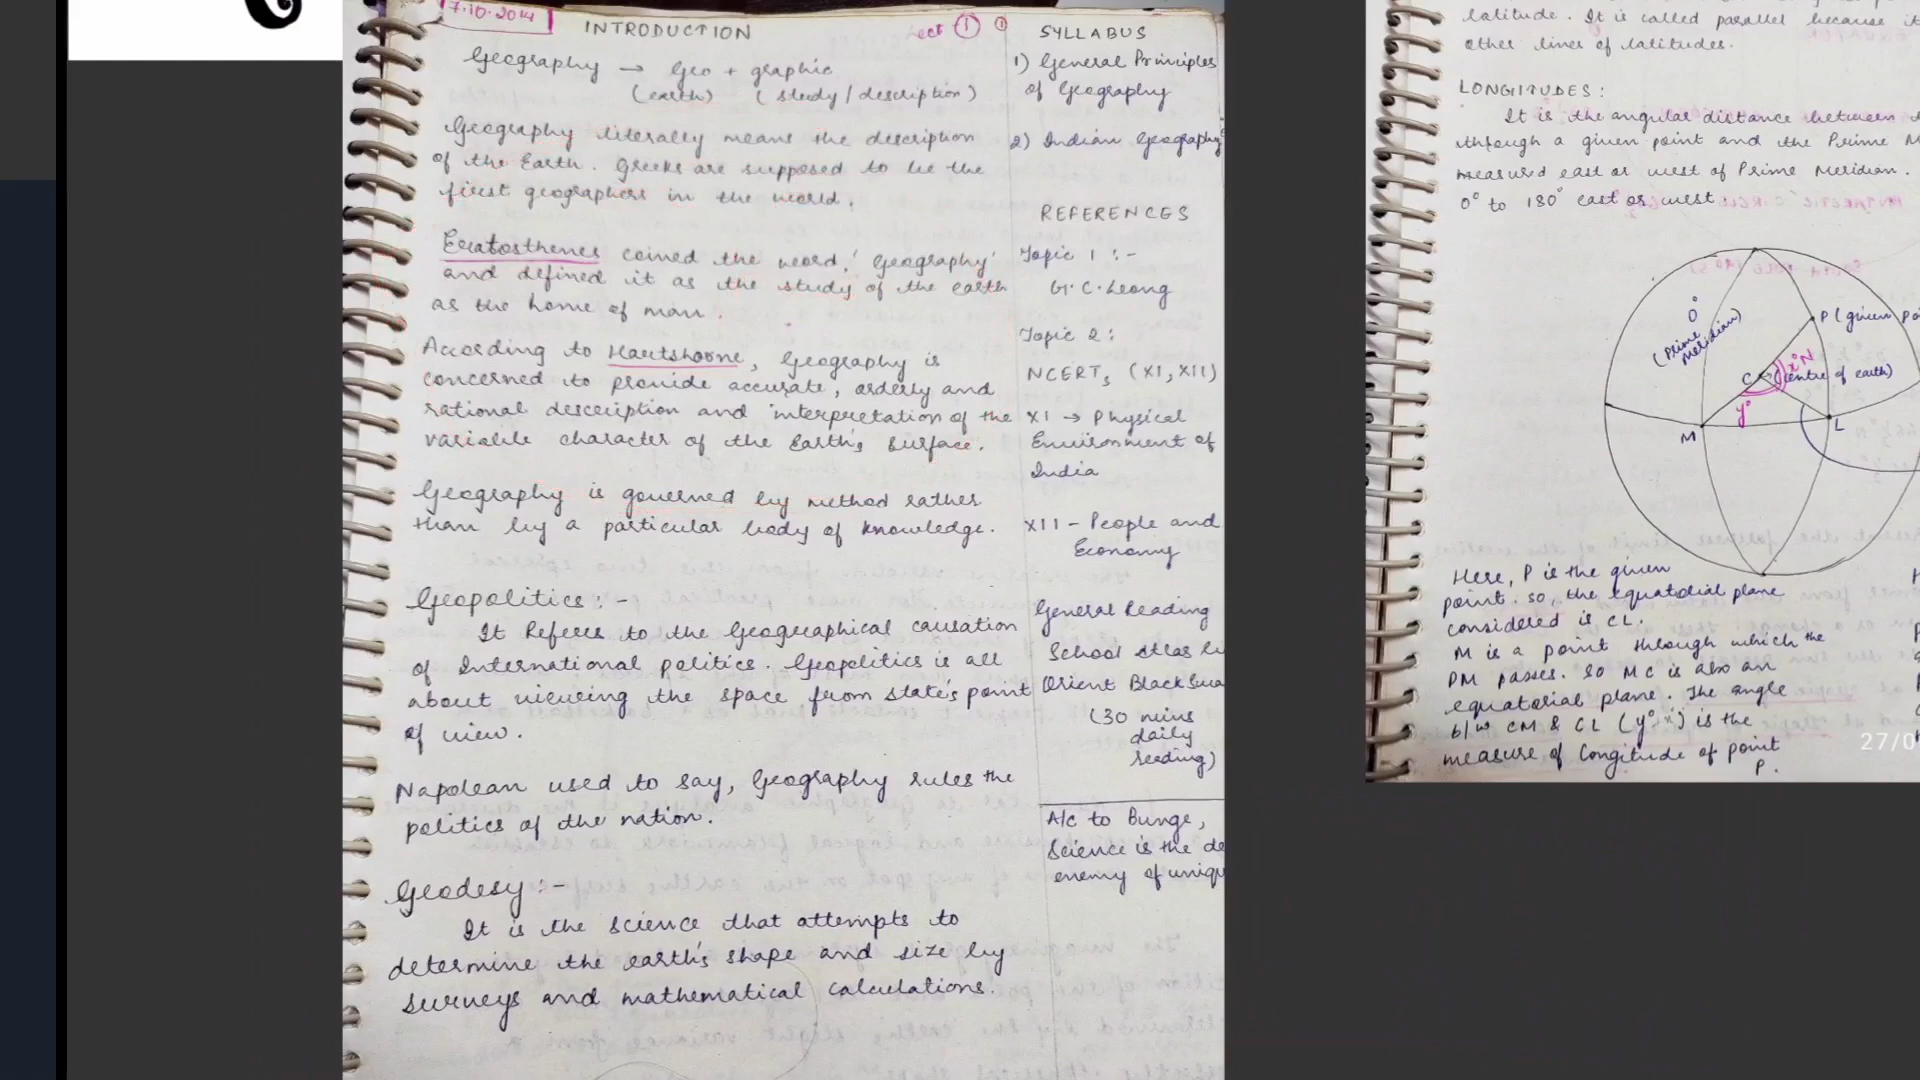 17.10.2014
INTRODUCTION
Lect 1
Geography → Geo + graphic
(earth) (study/description)
Geography literally means the description
of the Earth. Greeks are supposed to be the
first geographers in the world.
Eratosthenes coined the word 'Geography'
and defined it as the study of the earth
as the home of man.
According to Hartshorne, Geography is
concerned to provide accurate, orderly and
rational description and interpretation of the
variable character of the Earth's surface.
Geography is governed by method rather
than by a particular body of knowledge.
Geopolitics:-
It Referes to the Geographical causation
of International politics. Geopolitics is all
about viewing the space from state's point
of view.
Napolean used to say, Geography rules the
politics of the nation.
Geodesy:-
It is the science that attempts to
determine the earth's shape and size by
surveys and mathematical calculations.
SYLLABUS
1) General Principles
of Geography
2) Indian Geography
REFERENCES
Topic 1 :-
G.C. Leong
Topic 2:
NCERTs (XI, XII)
XI → Physical
Environment of
India
XII - People and
Economy
General Reading
School Atlas
Orient Black
(30 mins
daily
reading)
A/c to Bunge,
Science is the
enemy of
latitude. It is called parallel because it
other lines of latitudes.
LONGITUDES:
It is the angular distance between
through a given point and the Prime
measured east or west of Prime Meridian.
0° to 180° east or west.
0°
(Prime
Meridian)
P (given
x°N
C (centre of earth)
y°
M
L
Here, P is the given
point. So, the equatorial plane
considered is CL.
M is a point through which the
PM passes. So MC is also an
equatorial plane. The angle
b/w CM & CL (y°) is the
measure of Longitude of point
P.
27/0